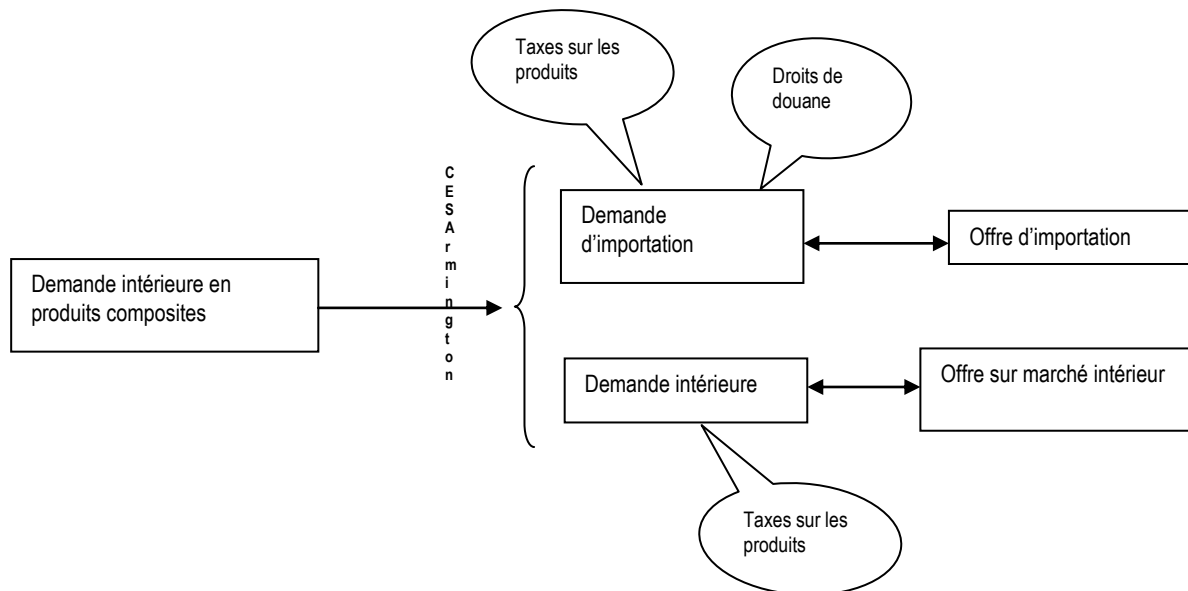 Taxes sur les
produits
Droits de
douane
CESArmington
Demande
d’importation
Offre d’importation
Demande intérieure en
produits composites
Demande intérieure
Offre sur marché intérieur
Taxes sur les
produits